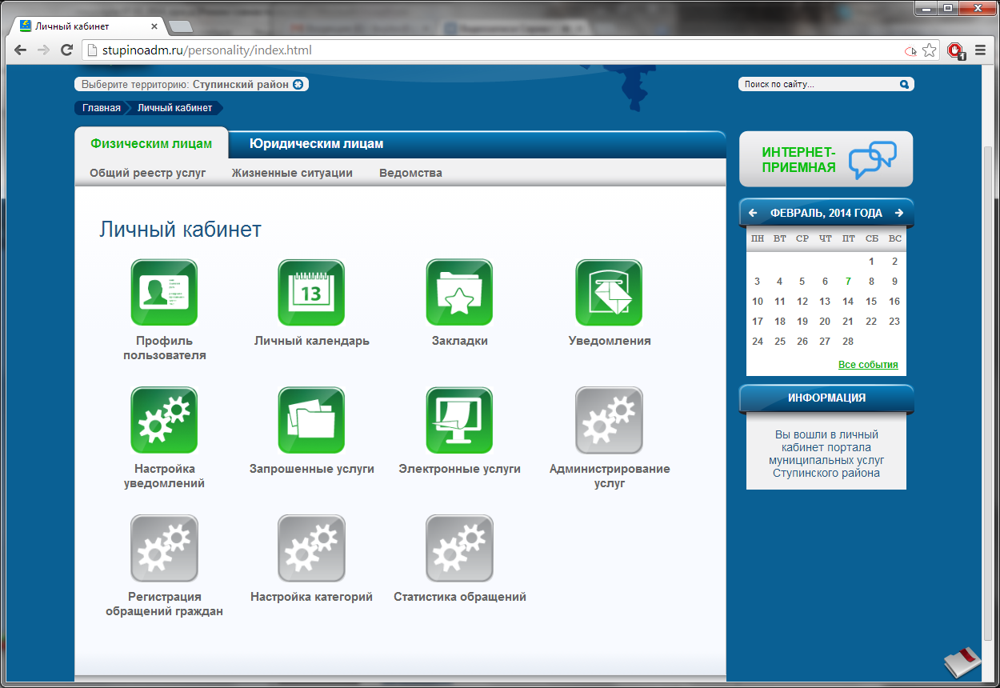 Личный кабинет
stupinoadm.ru/personality/index.html
1
Выберите территорию: Ступинский район
Поиск по сайту...
Главная
Личный кабинет
Физическим лицам
Юридическим лицам
Общий реестр услуг
Жизненные ситуации
Ведомства
Личный кабинет
13
Профиль
пользователя
Личный календарь
Закладки
Уведомления
Настройка
уведомлений
Запрошенные услуги
Электронные услуги
Администрирование
услуг
Регистрация
обращений граждан
Настройка категорий
Статистика обращений
ИНТЕРНЕТ-
ПРИЕМНАЯ
ФЕВРАЛЬ, 2014 ГОДА
ПН ВТ СР ЧТ ПТ СБ ВС
1 2
3 4 5 6 7 8 9
10 11 12 13 14 15 16
17 18 19 20 21 22 23
24 25 26 27 28
Все события
ИНФОРМАЦИЯ
Вы вошли в личный
кабинет портала
муниципальных услуг
Ступинского района